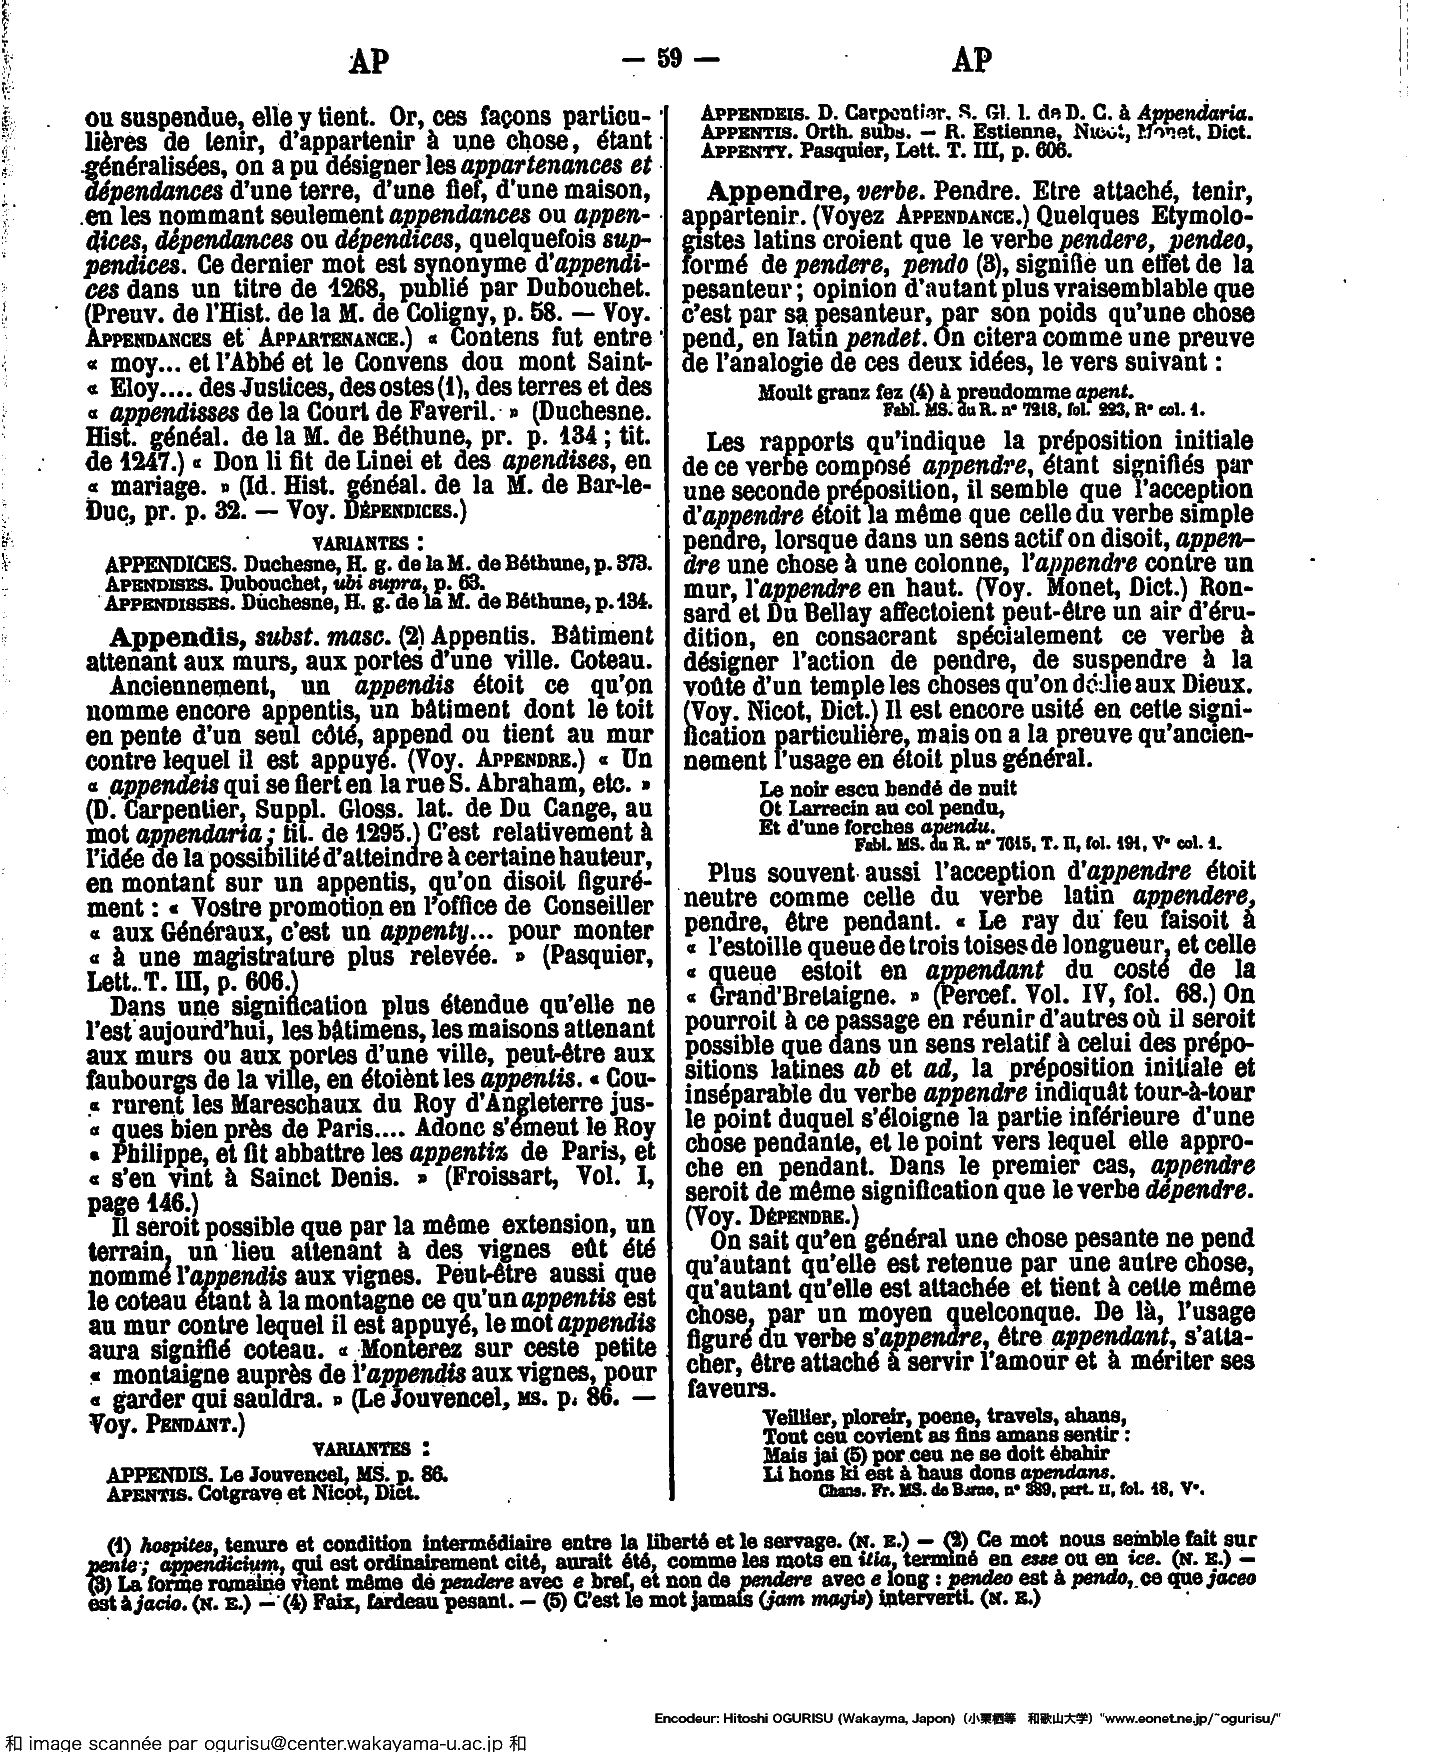 AP — 59 — AP
ou suspendue, elle y tient. Or, ces façons particu-
lières de tenir, d'appartenir à une chose, étant
généralisées, on a pu désigner les appartenances et
dépendances d'une terre, d'une fief, d'une maison,
en les nommant seulement appendances ou appen-
dices, dépendances ou dépendices, quelquefois sup-
pendices. Ce dernier mot est synonyme d'appendi-
ces dans un titre de 1268, publié par Dubouchet.
(Preuv. de l'Hist. de la M. de Coligny, p. 58. — Voy.
APPENDANCES et APPARTENANCE.) « Contens fut entre
« moy... et l'Abbé et le Convens dou mont Saint-
« Eloy.... des Justices, des ostes (1), des terres et des
« appendisses de la Court de Faveril. » (Duchesne.
Hist. généal. de la M. de Béthune, pr. p. 134 ; tit.
de 1247.) « Don li fit de Linei et des apendises, en
« mariage. » (Id. Hist. généal. de la M. de Bar-le-
Duc, pr. p. 32. — Voy. DÉPENDICES.)
VARIANTES :
APPENDICES. Duchesne, H. g. de la M. de Béthune, p. 373.
APENDISES. Dubouchet, ubi supra, p. 63.
APPENDISSES. Duchesne, H. g. de la M. de Béthune, p. 134.
Appendis, subst. masc. (2) Appentis. Bâtiment
attenant aux murs, aux portes d'une ville. Coteau.
Anciennement, un appendis étoit ce qu'on
nomme encore appentis, un bâtiment dont le toit
en pente d'un seul côté, append ou tient au mur
contre lequel il est appuyé. (Voy. APPENDRE.) « Un
« appendeis qui se fiert en la rue S. Abraham, etc. »
(D. Carpentier, Suppl. Gloss. lat. de Du Cange, au
mot appendaria ; tit. de 1295.) C'est relativement à
l'idée de la possibilité d'atteindre à certaine hauteur,
en montant sur un appentis, qu'on disoit figuré-
ment : « Vostre promotion en l'office de Conseiller
« aux Généraux, c'est un appenty... pour monter
« à une magistrature plus relevée. » (Pasquier,
Lett. T. III, p. 606.)
Dans une signification plus étendue qu'elle ne
l'est aujourd'hui, les bâtimens, les maisons attenant
aux murs ou aux portes d'une ville, peut-être aux
faubourgs de la ville, en étoient les appentis. « Cou-
« rurent les Mareschaux du Roy d'Angleterre jus-
« ques bien près de Paris.... Adonc s'émeut le Roy
« Philippe, et fit abbattre les appentiz de Paris, et
« s'en vint à Sainct Denis. » (Froissart, Vol. I,
page 146.)
Il seroit possible que par la même extension, un
terrain, un lieu attenant à des vignes eût été
nommé l'appendis aux vignes. Peut-être aussi que
le coteau étant à la montagne ce qu'un appentis est
au mur contre lequel il est appuyé, le mot appendis
aura signifié coteau. « Monterez sur ceste petite
« montaigne auprès de l'appendis aux vignes, pour
« garder qui sauldra. » (Le Jouvencel, MS. p. 86. —
Voy. PENDANT.)
VARIANTES :
APPENDIS. Le Jouvencel, MS. p. 86.
APENTIS. Cotgrave et Nicot, Dict.
APPENDEIS. D. Carpentier. S. Gl. l. de D. C. à Appendaria.
APPENTIS. Orth. subs. — R. Estienne, Nicot, Monet, Dict.
APPENTY. Pasquier, Lett. T. III, p. 606.
Appendre, verbe. Pendre. Etre attaché, tenir,
appartenir. (Voyez APPENDANCE.) Quelques Etymolo-
gistes latins croient que le verbe pendere, pendeo,
formé de pendere, pendo (3), signifie un effet de la
pesanteur ; opinion d'autant plus vraisemblable que
c'est par sa pesanteur, par son poids qu'une chose
pend, en latin pendet. On citera comme une preuve
de l'analogie de ces deux idées, le vers suivant :
Moult granz fez (4) à preudomme apent.
Fabl. MS. du R. n° 7218, fol. 223, R° col. 1.
Les rapports qu'indique la préposition initiale
de ce verbe composé appendre, étant signifiés par
une seconde préposition, il semble que l'acception
d'appendre étoit la même que celle du verbe simple
pendre, lorsque dans un sens actif on disoit, appen-
dre une chose à une colonne, l'appendre contre un
mur, l'appendre en haut. (Voy. Monet, Dict.) Ron-
sard et Du Bellay affectoient peut-être un air d'éru-
dition, en consacrant spécialement ce verbe à
désigner l'action de pendre, de suspendre à la
voûte d'un temple les choses qu'on dédie aux Dieux.
(Voy. Nicot, Dict.) Il est encore usité en cette signi-
fication particulière, mais on a la preuve qu'ancien-
nement l'usage en étoit plus général.
Le noir escu bendé de nuit
Ot Larrecin au col pendu,
Et d'une forches apendu.
Fabl. MS. du R. n° 7615, T. II, fol. 191, V° col. 1.
Plus souvent aussi l'acception d'appendre étoit
neutre comme celle du verbe latin appendere,
pendre, être pendant. « Le ray du feu faisoit à
« l'estoille queue de trois toises de longueur, et celle
« queue estoit en appendant du costé de la
« Grand'Bretaigne. » (Percef. Vol. IV, fol. 68.) On
pourroit à ce passage en réunir d'autres où il seroit
possible que dans un sens relatif à celui des prépo-
sitions latines ab et ad, la préposition initiale et
inséparable du verbe appendre indiquât tour-à-tour
le point duquel s'éloigne la partie inférieure d'une
chose pendante, et le point vers lequel elle appro-
che en pendant. Dans le premier cas, appendre
seroit de même signification que le verbe dépendre.
(Voy. DÉPENDRE.)
On sait qu'en général une chose pesante ne pend
qu'autant qu'elle est retenue par une autre chose,
qu'autant qu'elle est attachée et tient à cette même
chose, par un moyen quelconque. De là, l'usage
figuré du verbe s'appendre, être appendant, s'atta-
cher, être attaché à servir l'amour et à mériter ses
faveurs.
Veillier, ploreir, poene, travels, ahans,
Tout ceu covient as fins amans sentir :
Mais jai (5) por ceu ne se doit ébahir
Li hons ki est à haus dons apendans.
Chans. Fr. MS. de Berne, n° 389, part. II, fol. 18, V°.
(1) hospites, tenure et condition intermédiaire entre la liberté et le servage. (N. E.) — (2) Ce mot nous semble fait sur
pente ; appendicium, qui est ordinairement cité, aurait été, comme les mots en itia, terminé en esse ou en ice. (N. E.) —
(3) La forme romaine vient même de pendere avec e bref, et non de pendere avec e long : pendeo est à pendo, ce que jaceo
est à jacio. (N. E.) — (4) Faix, fardeau pesant. — (5) C'est le mot jamais (jam magis) interverti. (N. E.)
Encodeur: Hitoshi OGURISU (Wakayma, Japon) (小栗栖等 和歌山大学) "www.eonet.ne.jp/~ogurisu/"
和 image scannée par ogurisu@center.wakayama-u.ac.jp 和